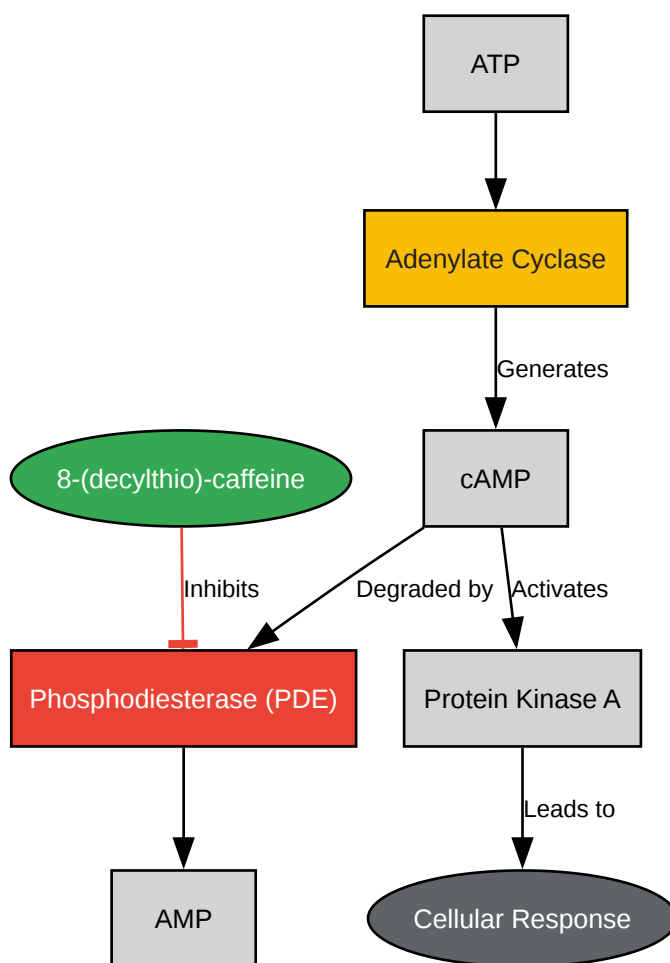 ATP
Adenylate Cyclase
Generates
8-(decylthio)-caffeine
cAMP
Inhibits
Degraded by
Activates
Phosphodiesterase (PDE)
Protein Kinase A
Leads to
AMP
Cellular Response